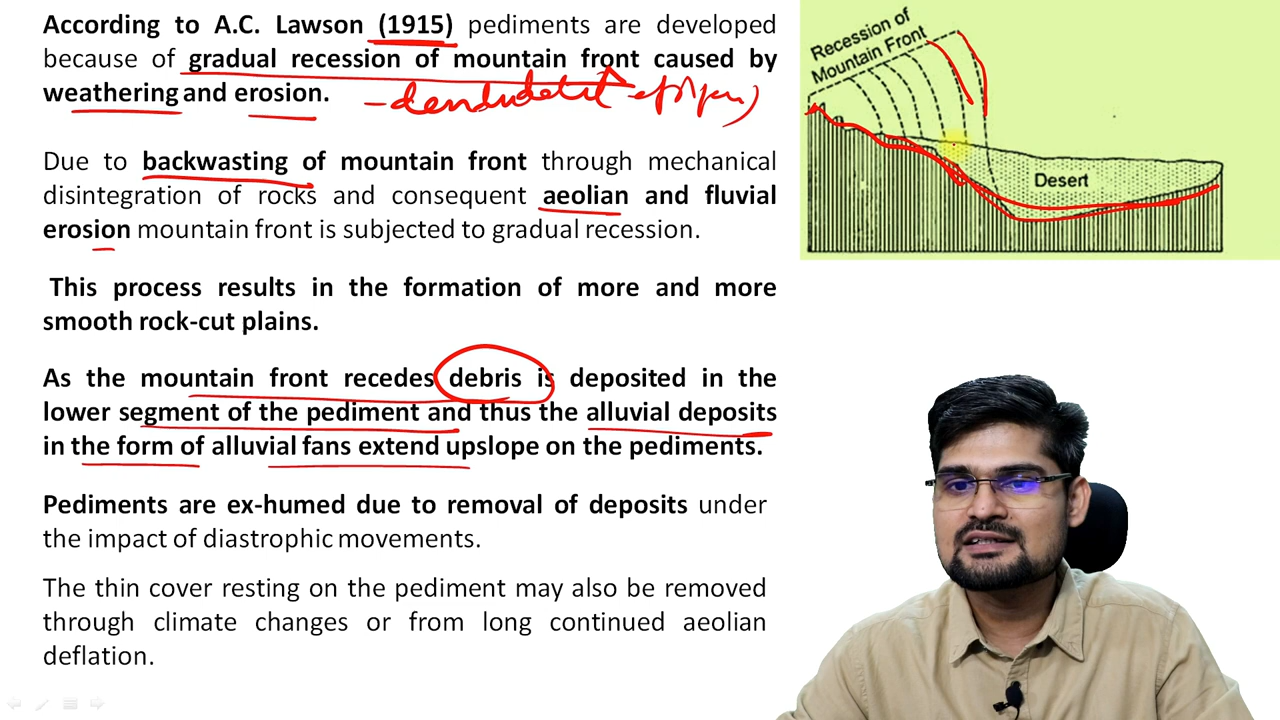 According to A.C. Lawson (1915) pediments are developed
because of gradual recession of mountain front caused by
weathering and erosion.
Due to backwasting of mountain front through mechanical
disintegration of rocks and consequent aeolian and fluvial
erosion mountain front is subjected to gradual recession.
This process results in the formation of more and more
smooth rock-cut plains.
As the mountain front recedes debris is deposited in the
lower segment of the pediment and thus the alluvial deposits
in the form of alluvial fans extend upslope on the pediments.
Pediments are ex-humed due to removal of deposits under
the impact of diastrophic movements.
The thin cover resting on the pediment may also be removed
through climate changes or from long continued aeolian
deflation.
Recession of
Mountain Front
Desert